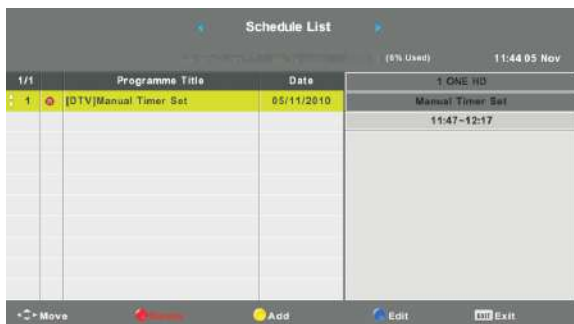 Schedule List
(6% Used) 11:44 05 Nov
1/1 Programme Title Date 1 ONE HD
1 [DTV]Manual Timer Set 05/11/2010 Manual Timer Set
11:47~12:17
Move Add Edit EXIT Exit